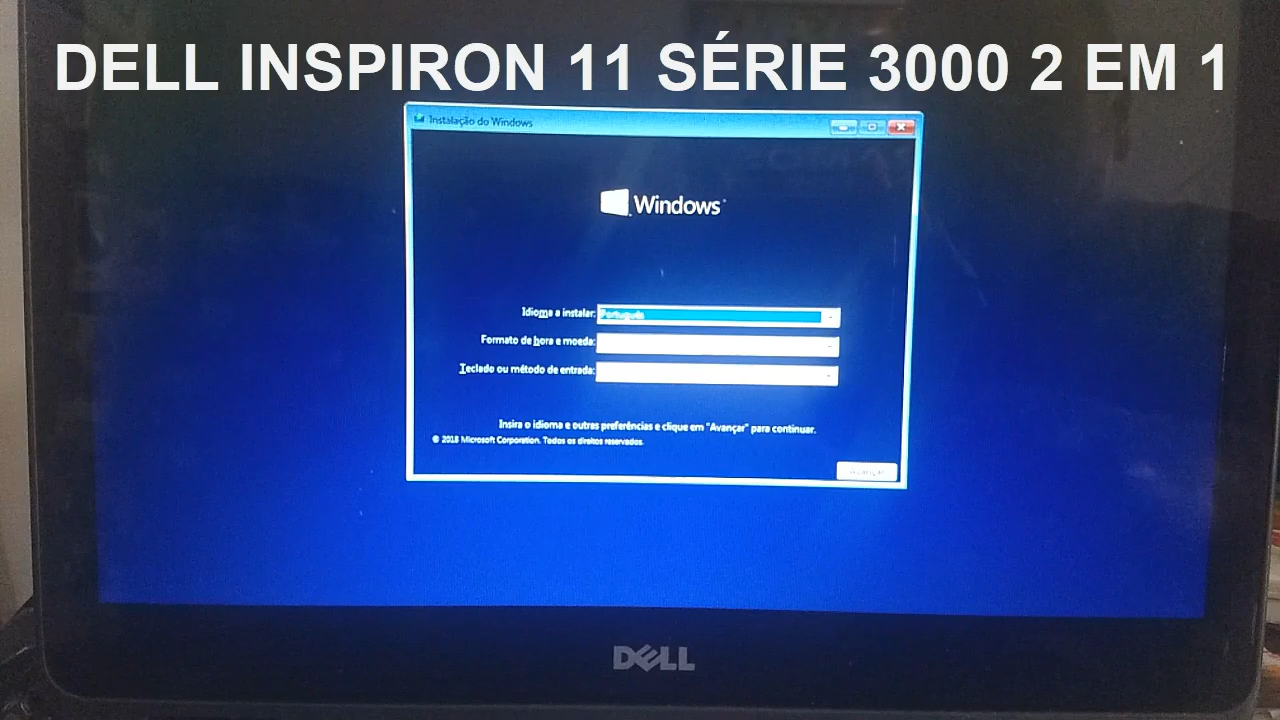 DELL INSPIRON 11 SÉRIE 3000 2 EM 1
Instalação do Windows
Windows
Idioma a instalar: Português
Formato de hora e moeda:
Teclado ou método de entrada:
Insira o idioma e outras preferências e clique em "Avançar" para continuar.
© 2018 Microsoft Corporation. Todos os direitos reservados.
Avançar
DELL